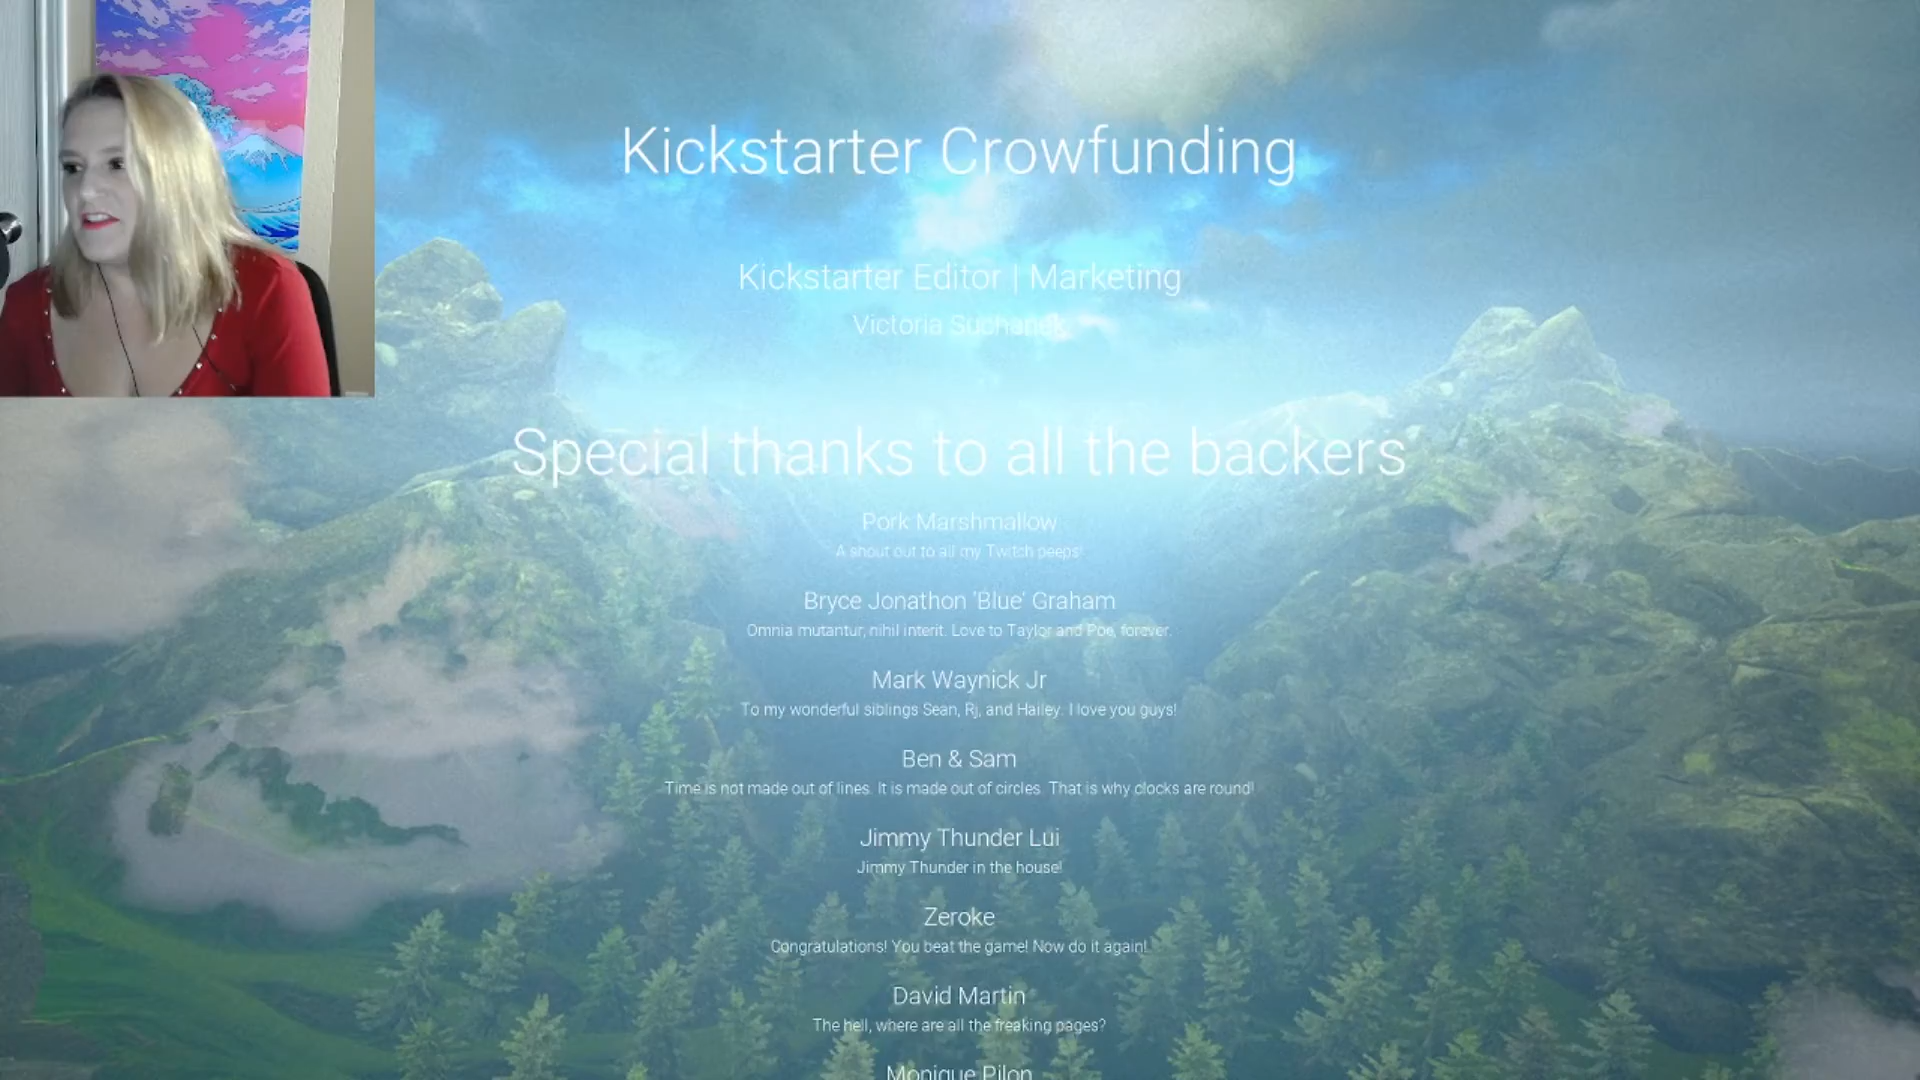 Kickstarter Crowfunding
Kickstarter Editor | Marketing
Victoria Suchanek
Special thanks to all the backers
Pork Marshmallow
A shout out to all my Twitch peeps!
Bryce Jonathon 'Blue' Graham
Omnia mutantur, nihil interit. Love to Taylor and Poe, forever.
Mark Waynick Jr
To my wonderful siblings Sean, Rj, and Hailey. I love you guys!
Ben & Sam
Time is not made out of lines. It is made out of circles. That is why clocks are round!
Jimmy Thunder Lui
Jimmy Thunder in the house!
Zeroke
Congratulations! You beat the game! Now do it again!
David Martin
The hell, where are all the freaking pages?
Monique Pilon